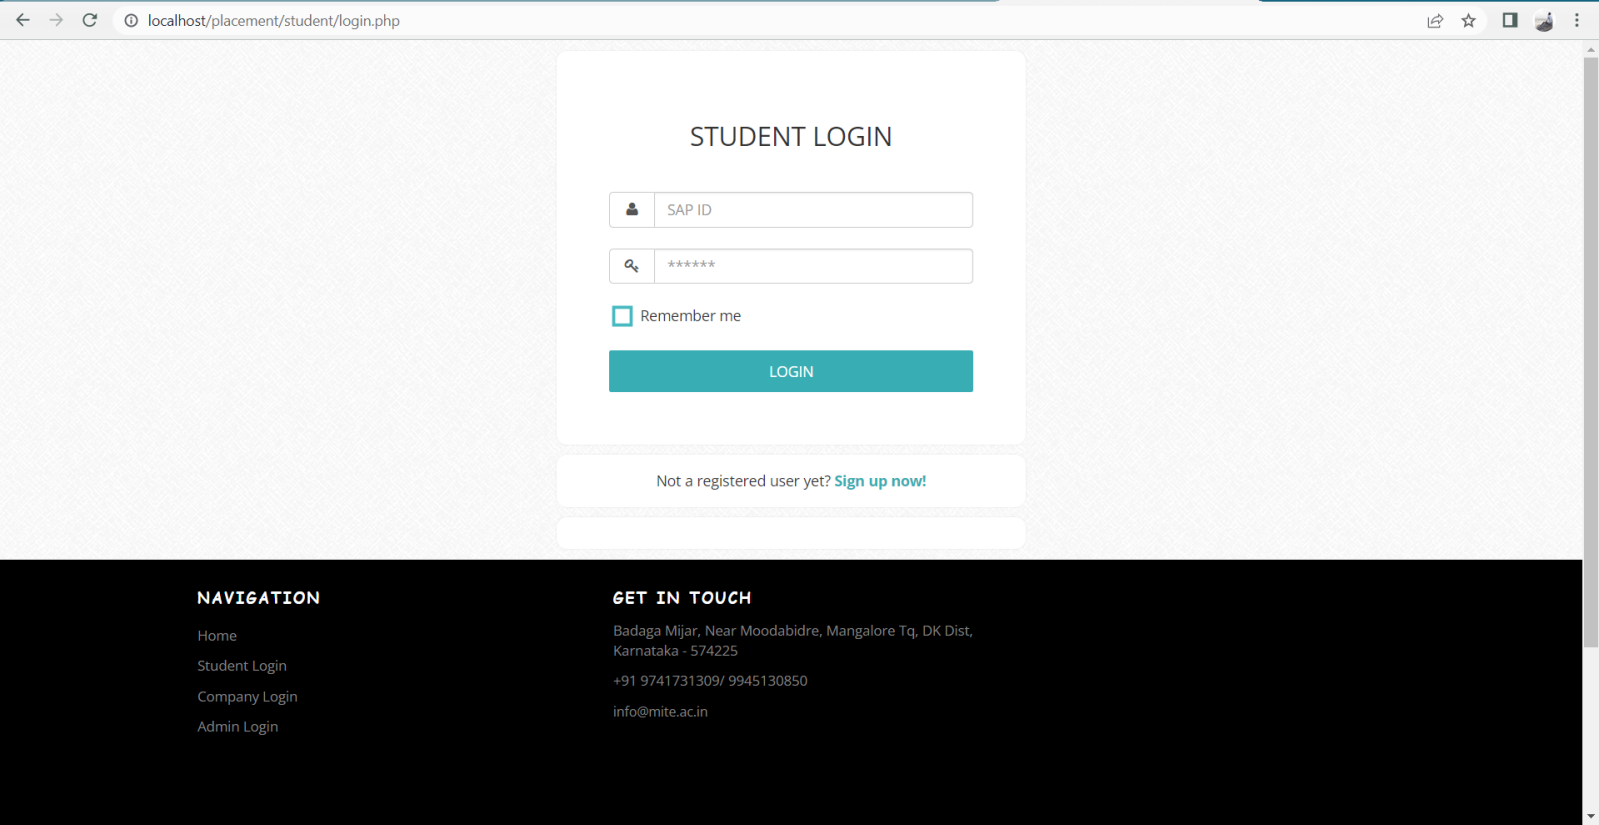 localhost/placement/student/login.php
STUDENT LOGIN
SAP ID
******
Remember me
LOGIN
Not a registered user yet? Sign up now!
NAVIGATION
Home
Student Login
Company Login
Admin Login
GET IN TOUCH
Badaga Mijar, Near Moodabidre, Mangalore Tq, DK Dist,
Karnataka - 574225
+91 9741731309/ 9945130850
info@mite.ac.in